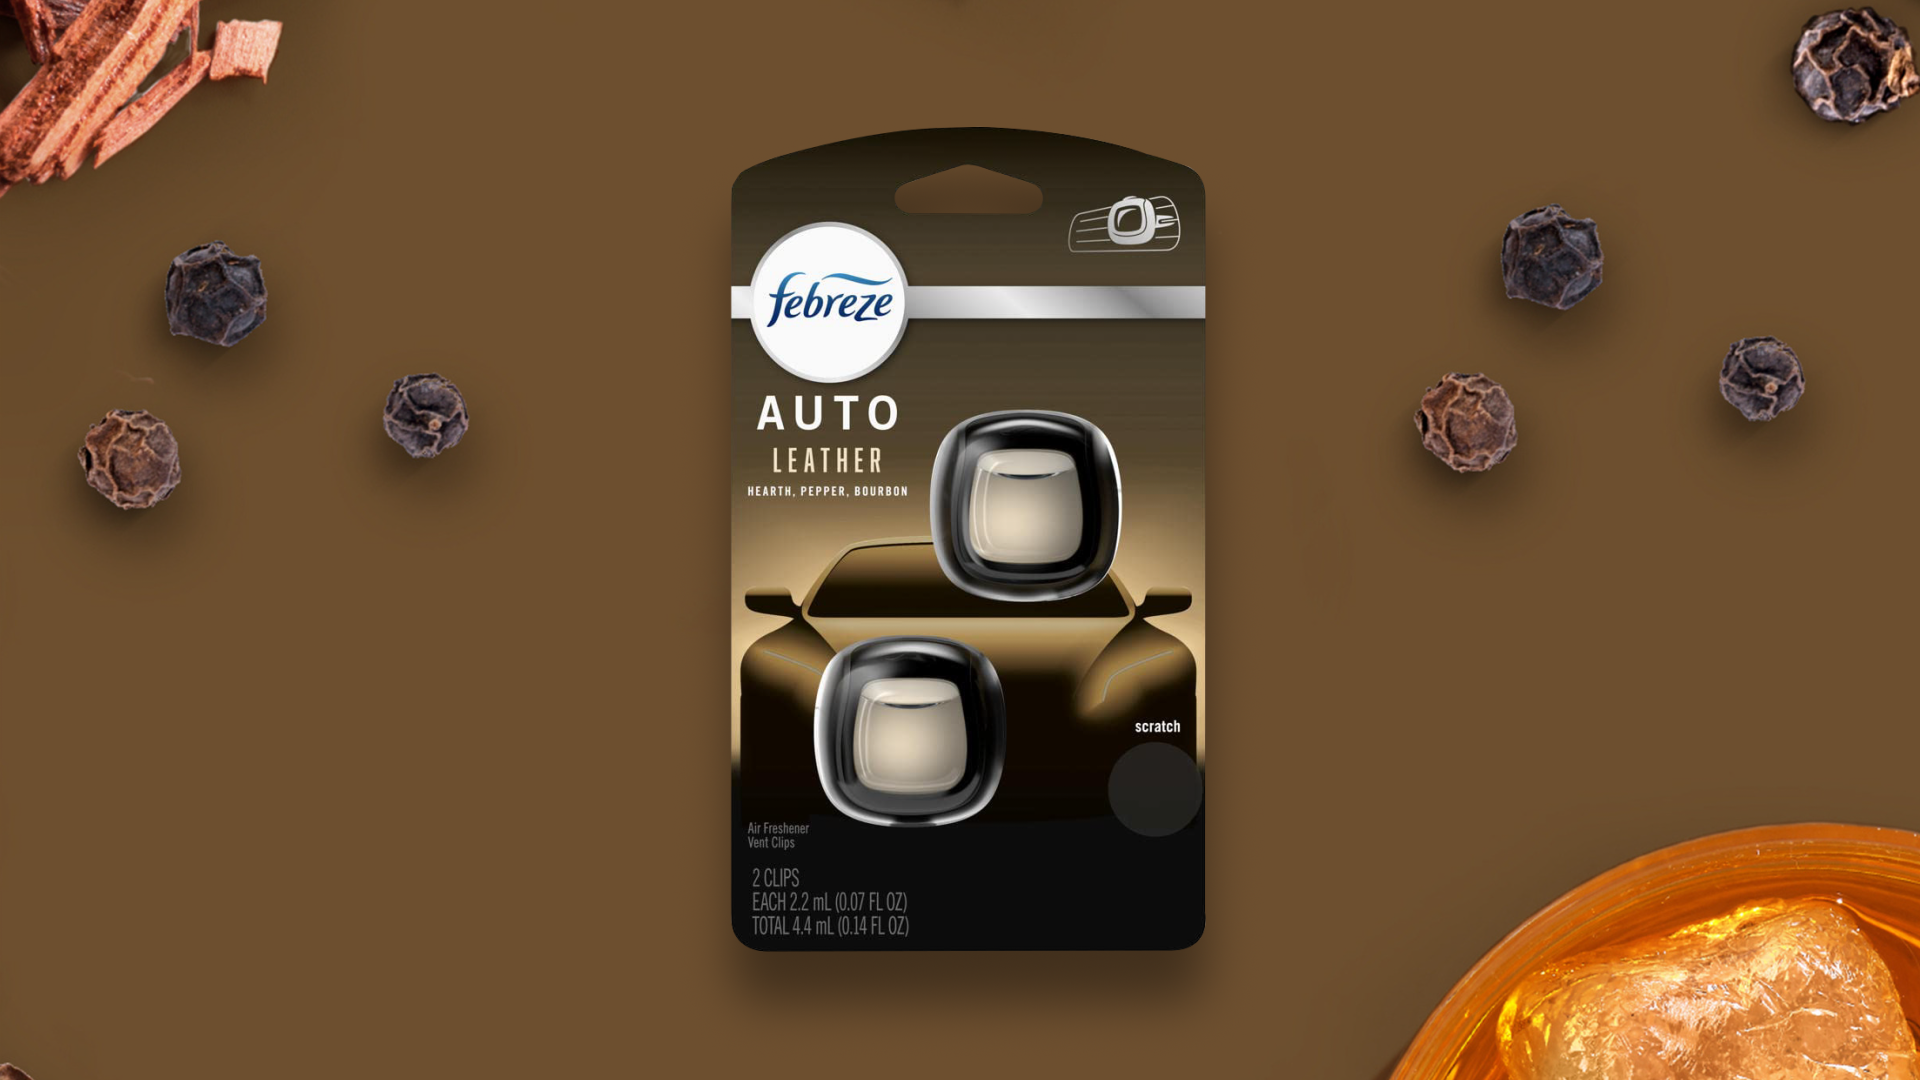 febreze
AUTO
LEATHER
HEARTH, PEPPER, BOURBON
scratch
Air Freshener
Vent Clips
2 CLIPS
EACH 2.2 mL (0.07 FL OZ)
TOTAL 4.4 mL (0.14 FL OZ)